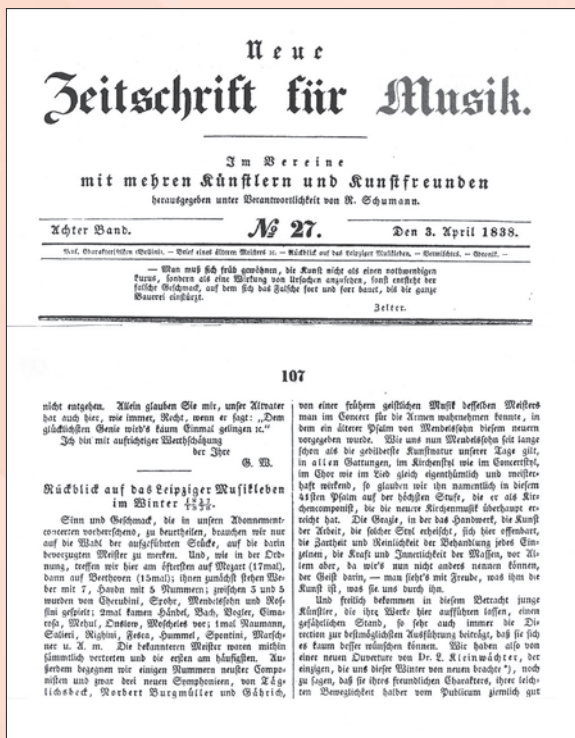 Neue
Zeitschrift für Musik.
Im Vereine
mit mehren Künstlern und Kunstfreunden
herausgegeben unter Verantwortlichkeit von R. Schumann.
Achter Band.
№ 27.
Den 3. April 1838.
— Brief eines ältern Meisters ꝛc. — Rückblick auf das Leipziger Musikleben. — Vermischtes. — Chronik. —
— Man muß sich früh gewöhnen, die Kunst nicht als einen nothwendigen
Luxus, sondern als eine Wirkung von Ursachen anzusehen, sonst entsteht der
falsche Geschmack, auf dem sich das Falsche fort und fort bauet, bis die ganze
Bauerei einstürzt.
Zelter.
107
nicht entgehen. Allein glauben Sie mir, unser Altvater
hat auch hier, wie immer, Recht, wenn er sagt: „Dem
glücklichsten Genie wird's kaum Einmal gelingen ꝛc.“
Ich bin mit aufrichtiger Werthschätzung
der Ihre
G. W.
Rückblick auf das Leipziger Musikleben
im Winter 1837/1838.
Sinn und Geschmack, die in unsern Abonnement-
concerten vorherrschend, zu beurtheilen, brauchen wir nur
auf die Wahl der aufgeführten Stücke, auf die darin
bevorzugten Meister zu merken. Und, wie in der Ord-
nung, treffen wir hier am öftersten auf Mozart (17mal),
dann auf Beethoven (15mal); ihnen zunächst stehen We-
ber mit 7, Haydn mit 5 Nummern; zwischen 3 und 5
wurden von Cherubini, Spohr, Mendelssohn und Ros-
sini gespielt; 2mal kamen Händel, Bach, Vogler, Cima-
rosa, Mehul, Onslow, Moscheles vor; 1mal Naumann,
Salieri, Righini, Fesca, Hummel, Spontini, Marsch-
ner u. A. m. Die bekannteren Meister waren mithin
sämmtlich vertreten und die ersten am häufigsten. Au-
ßerdem begegnen wir einigen Nummern neuster Compo-
nisten und zwar drei neuen Symphonieen, von Täg-
lichsbeck, Norbert Burgmüller und Gährich,
von einer frühern geistlichen Musik desselben Meisters
man im Concert für die Armen wahrnehmen konnte, in
dem ein älterer Psalm von Mendelssohn diesem neuern
vorgegeben wurde. Wie uns nun Mendelssohn seit lange
schon als die gebildetste Kunstnatur unserer Tage gilt,
in allen Gattungen, im Kirchenstyl wie im Concertstyl,
im Chor wie im Lied gleich eigenthümlich und meister-
haft wirkend, so glauben wir ihn namentlich in diesem
42sten Psalm auf der höchsten Stufe, die er als Kir-
chencomponist, die die neuere Kirchenmusik überhaupt er-
reicht hat. Die Grazie, in der das Handwerk, die Kunst
der Arbeit, die solcher Styl erheischt, sich hier offenbart,
die Zartheit und Reinlichkeit der Behandlung jedes Ein-
zelnen, die Kraft und Innerlichkeit der Massen, vor Al-
lem aber, da wir's nun nicht anders nennen können,
der Geist darin, — man sieht's mit Freude, was ihm die
Kunst ist, was sie uns durch ihn.
Und freilich bekommen in diesem Betracht junge
Künstler, die ihre Werke hier aufführen lassen, einen
gefährlichen Stand, so sehr auch immer die Di-
rection zur bestmöglichsten Ausführung beiträgt, daß sie sich
es kaum besser wünschen können. Wir haben also von
einer neuen Ouverture von Dr. L. Kleinwächter, der
einzigen, die uns dieser Winter von neuen brachte*), noch
zu sagen, daß sie ihres freundlichen Charakters, ihrer leich-
ten Beweglichkeit halber vom Publicum ziemlich gut